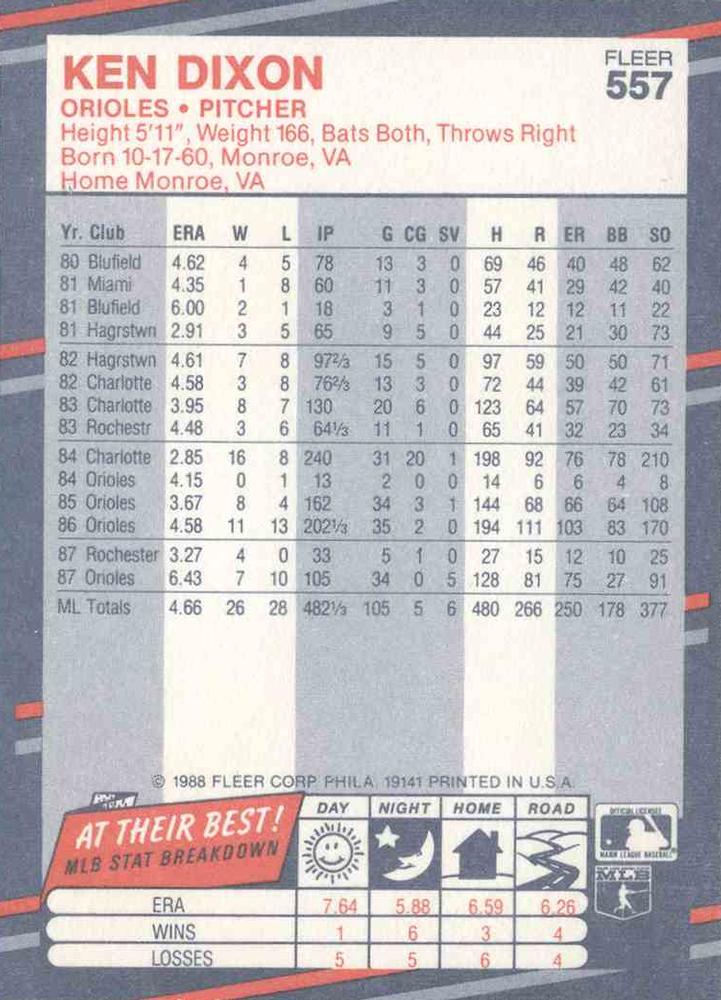 KEN DIXON
FLEER
557
ORIOLES • PITCHER
Height 5'11", Weight 166, Bats Both, Throws Right
Born 10-17-60, Monroe, VA
Home Monroe, VA
Yr. Club ERA W L IP G CG SV H R ER BB SO
80 Blufield 4.62 4 5 78 13 3 0 69 46 40 48 62
81 Miami 4.35 1 8 60 11 3 0 57 41 29 42 40
81 Blufield 6.00 2 1 18 3 1 0 23 12 12 11 22
81 Hagrstwn 2.91 3 5 65 9 5 0 44 25 21 30 73
82 Hagrstwn 4.61 7 8 97⅔ 15 5 0 97 59 50 50 71
82 Charlotte 4.58 3 8 76⅔ 13 3 0 72 44 39 42 61
83 Charlotte 3.95 8 7 130 20 6 0 123 64 57 70 73
83 Rochestr 4.48 3 6 64⅓ 11 1 0 65 41 32 23 34
84 Charlotte 2.85 16 8 240 31 20 1 198 92 76 78 210
84 Orioles 4.15 0 1 13 2 0 0 14 6 6 4 8
85 Orioles 3.67 8 4 162 34 3 1 144 68 66 64 108
86 Orioles 4.58 11 13 202⅓ 35 2 0 194 111 103 83 170
87 Rochester 3.27 4 0 33 5 1 0 27 15 12 10 25
87 Orioles 6.43 7 10 105 34 0 5 128 81 75 27 91
ML Totals 4.66 26 28 482⅓ 105 5 6 480 266 250 178 377
© 1988 FLEER CORP. PHILA. 19141 PRINTED IN U.S.A.
AT THEIR BEST!
MLB STAT BREAKDOWN
DAY NIGHT HOME ROAD
OFFICIAL LICENSEE
MAJOR LEAGUE BASEBALL
MLB
ERA 7.64 5.88 6.59 6.26
WINS 1 6 3 4
LOSSES 5 5 6 4